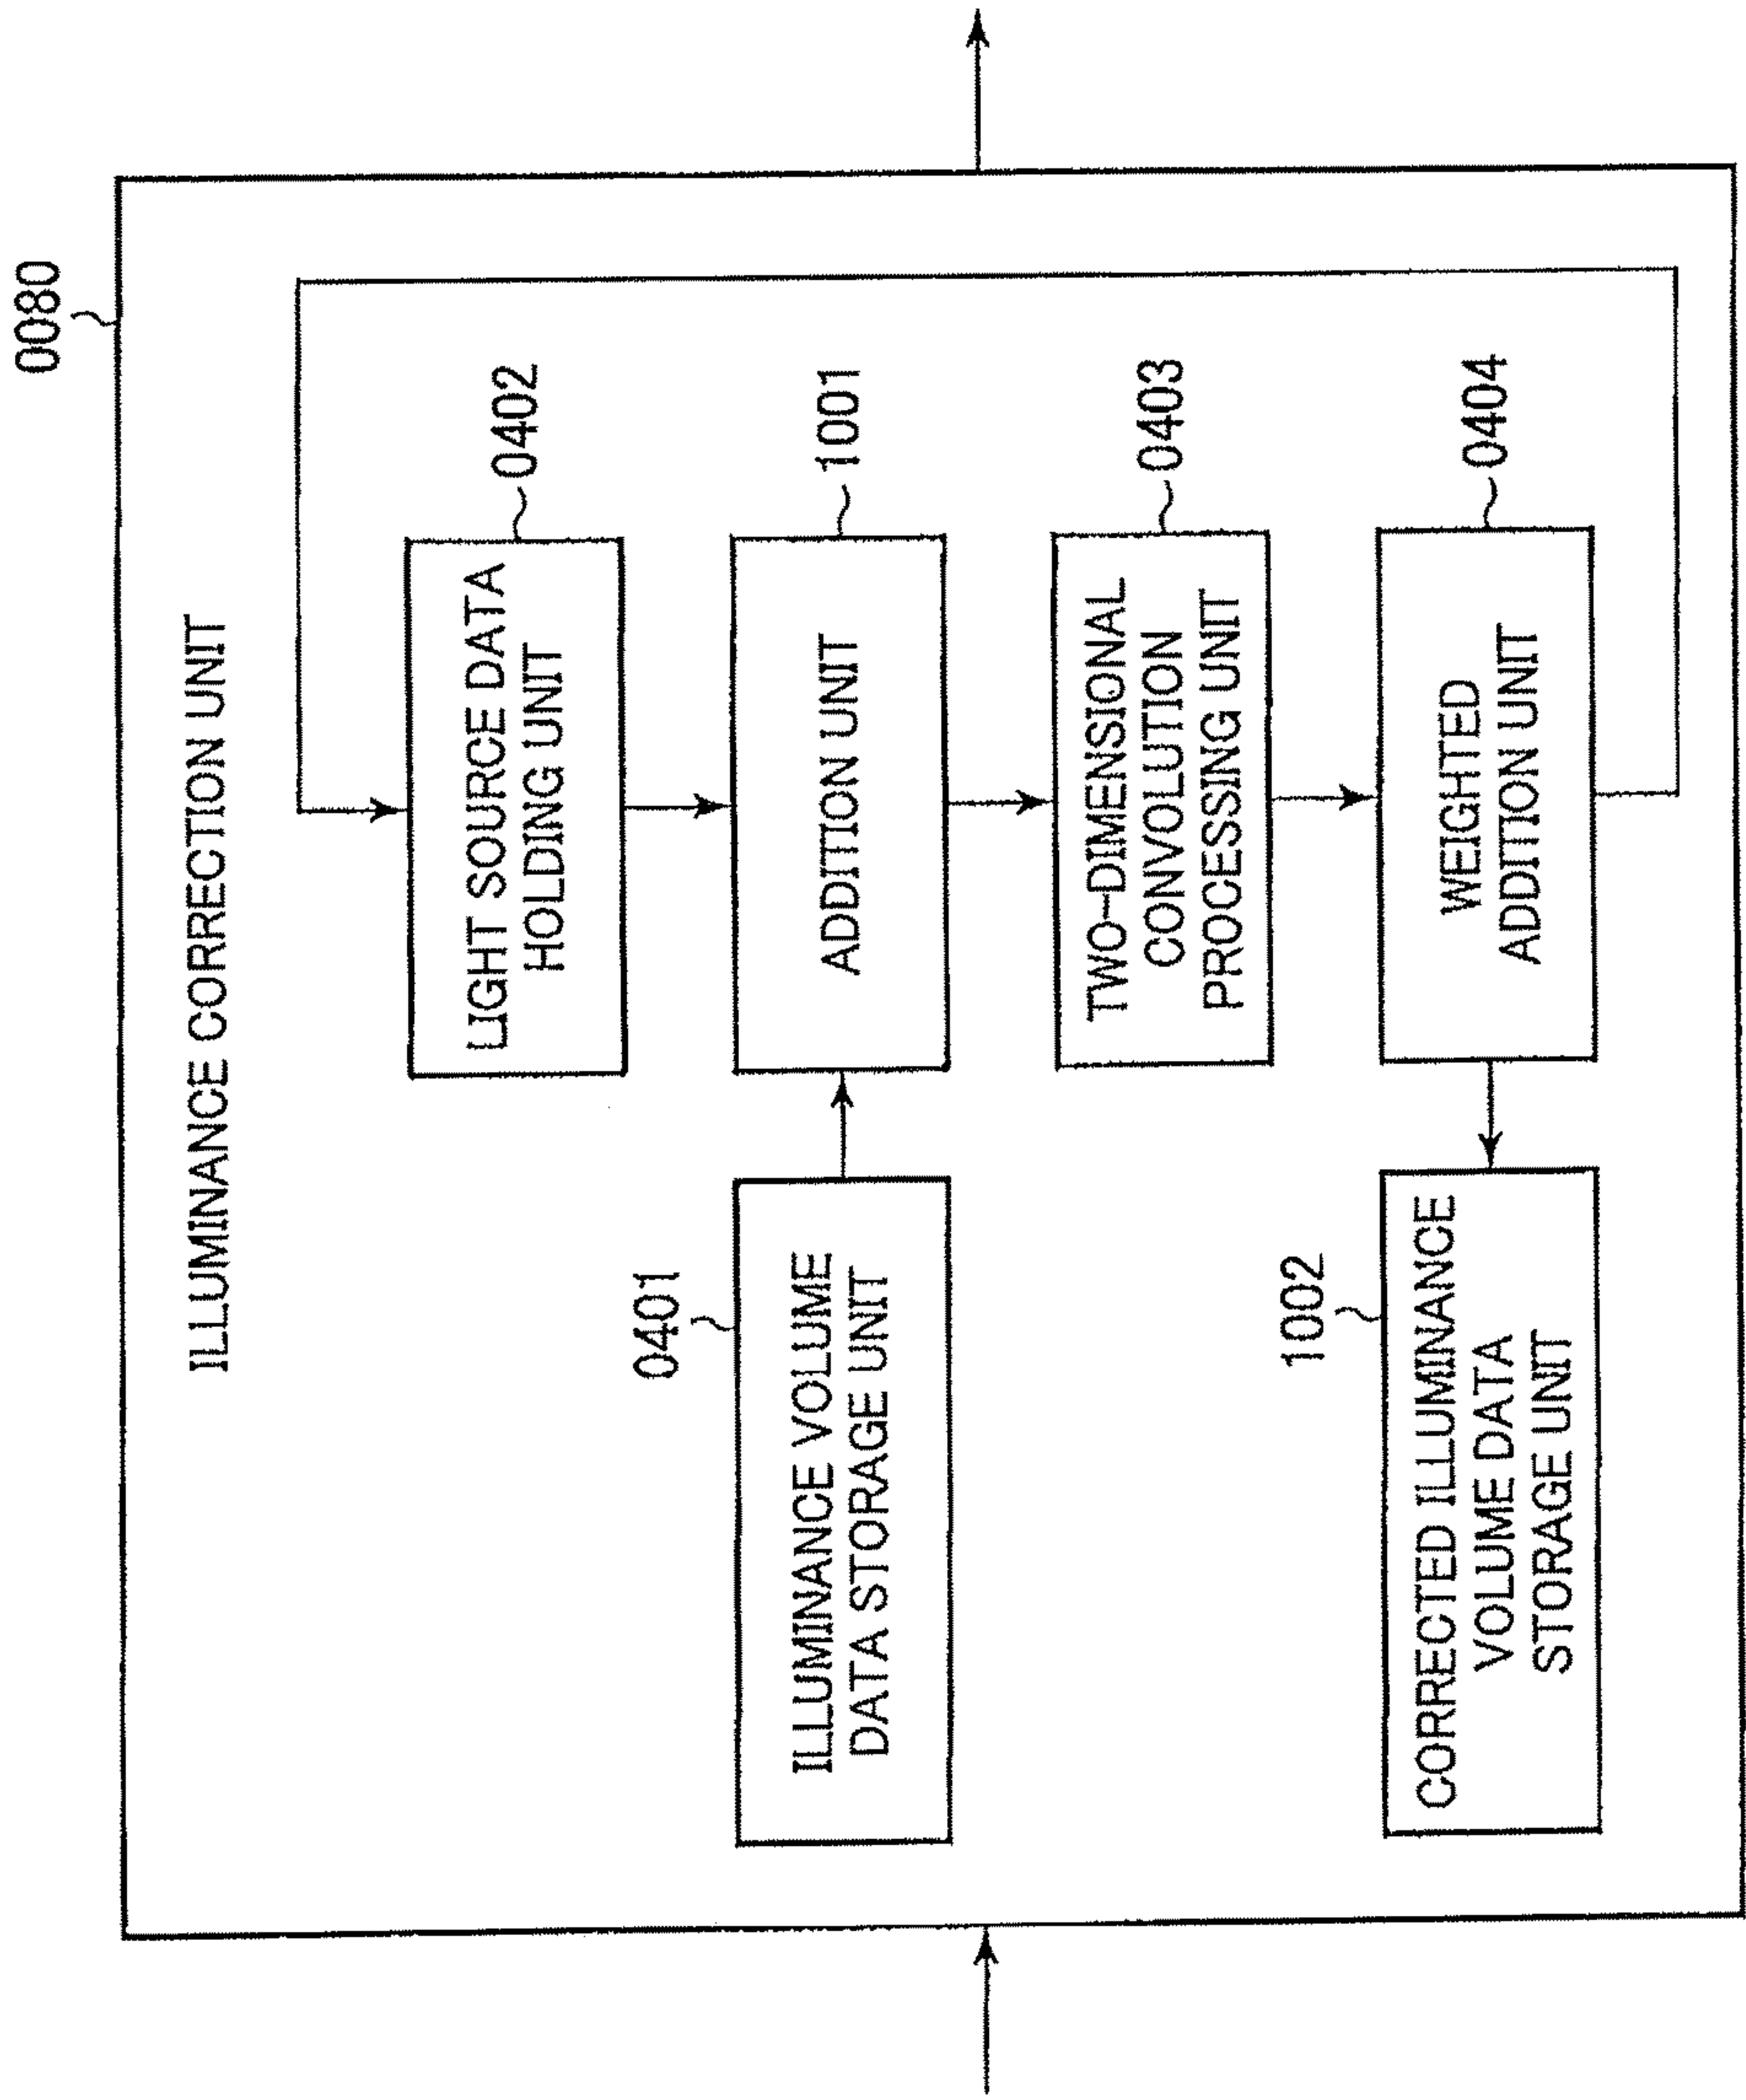 0080
ILLUMINANCE CORRECTION UNIT
0402
LIGHT SOURCE DATA
HOLDING UNIT
0401
ILLUMINANCE VOLUME
DATA STORAGE UNIT
1001
ADDITION UNIT
0403
TWO-DIMENSIONAL
CONVOLUTION
PROCESSING UNIT
1002
CORRECTED ILLUMINANCE
VOLUME DATA
STORAGE UNIT
0404
WEIGHTED
ADDITION UNIT